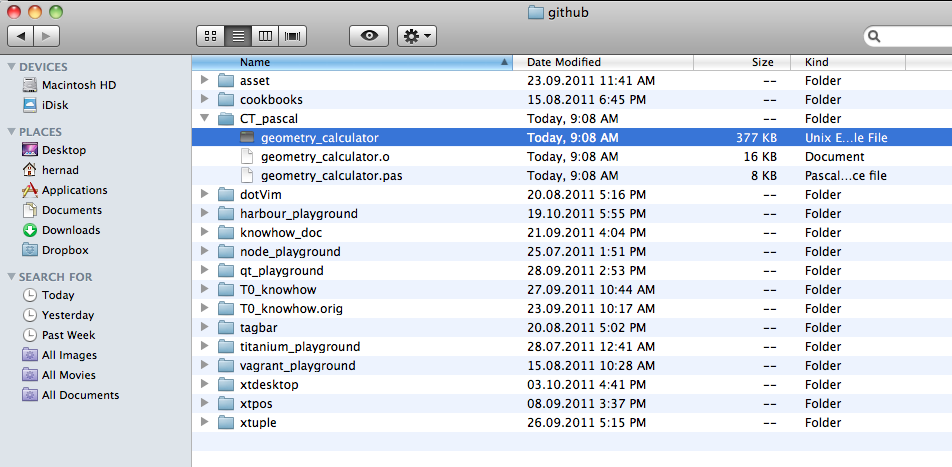 github
DEVICES
Macintosh HD
iDisk
PLACES
Desktop
hernad
Applications
Documents
Downloads
Dropbox
SEARCH FOR
Today
Yesterday
Past Week
All Images
All Movies
All Documents
Name Date Modified Size Kind
asset 23.09.2011 11:41 AM -- Folder
cookbooks 15.08.2011 6:45 PM -- Folder
CT_pascal Today, 9:08 AM -- Folder
geometry_calculator Today, 9:08 AM 377 KB Unix E...le File
geometry_calculator.o Today, 9:08 AM 16 KB Document
geometry_calculator.pas Today, 9:08 AM 8 KB Pascal...ce file
dotVim 20.08.2011 5:16 PM -- Folder
harbour_playground 19.10.2011 5:55 PM -- Folder
knowhow_doc 21.09.2011 4:04 PM -- Folder
node_playground 25.07.2011 1:51 PM -- Folder
qt_playground 28.09.2011 2:53 PM -- Folder
T0_knowhow 27.09.2011 10:44 AM -- Folder
T0_knowhow.orig 23.09.2011 10:17 AM -- Folder
tagbar 20.08.2011 5:02 PM -- Folder
titanium_playground 28.07.2011 12:41 AM -- Folder
vagrant_playground 15.08.2011 10:28 AM -- Folder
xtdesktop 03.10.2011 4:41 PM -- Folder
xtpos 08.09.2011 3:37 PM -- Folder
xtuple 26.09.2011 5:15 PM -- Folder